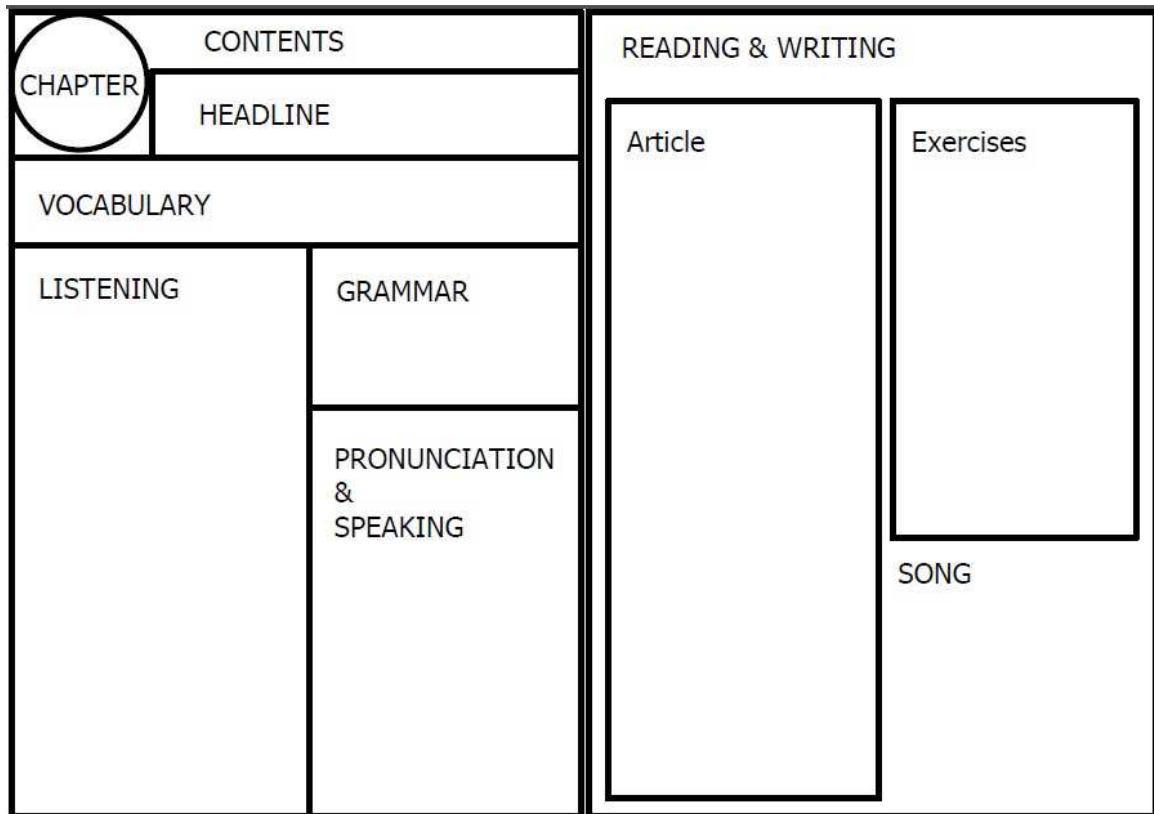 CONTENTS
CHAPTER
HEADLINE
VOCABULARY
LISTENING
GRAMMAR
PRONUNCIATION
&
SPEAKING
READING & WRITING
Article
Exercises
SONG